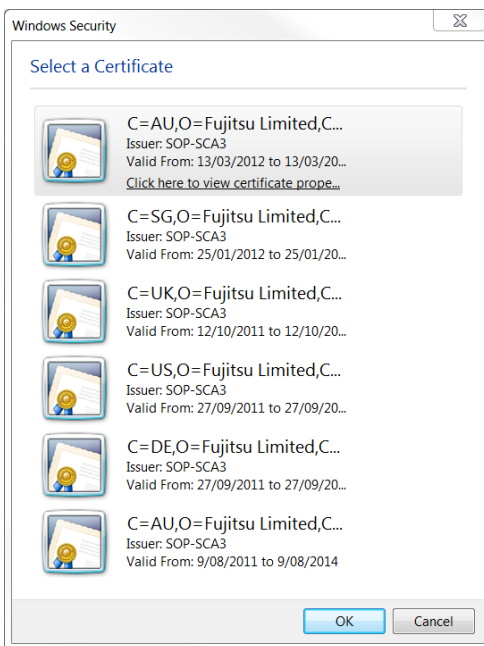 Windows Security
Select a Certificate
C=AU,O=Fujitsu Limited,C...
Issuer: SOP-SCA3
Valid From: 13/03/2012 to 13/03/20...
Click here to view certificate prope...
C=SG,O=Fujitsu Limited,C...
Issuer: SOP-SCA3
Valid From: 25/01/2012 to 25/01/20...
C=UK,O=Fujitsu Limited,C...
Issuer: SOP-SCA3
Valid From: 12/10/2011 to 12/10/20...
C=US,O=Fujitsu Limited,C...
Issuer: SOP-SCA3
Valid From: 27/09/2011 to 27/09/20...
C=DE,O=Fujitsu Limited,C...
Issuer: SOP-SCA3
Valid From: 27/09/2011 to 27/09/20...
C=AU,O=Fujitsu Limited,C...
Issuer: SOP-SCA3
Valid From: 9/08/2011 to 9/08/2014
OK Cancel